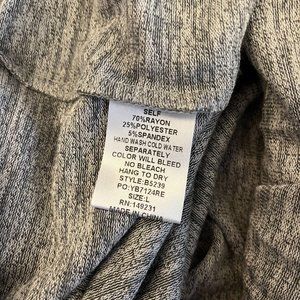 SELF
70%RAYON
25%POLYESTER
5%SPANDEX
HAND WASH COLD WATER
SEPARATELY
COLOR WILL BLEED
NO BLEACH
HANG TO DRY
STYLE:B5239
PO:YB7124RE
SIZE:L
RN:149231
MADE IN CHINA